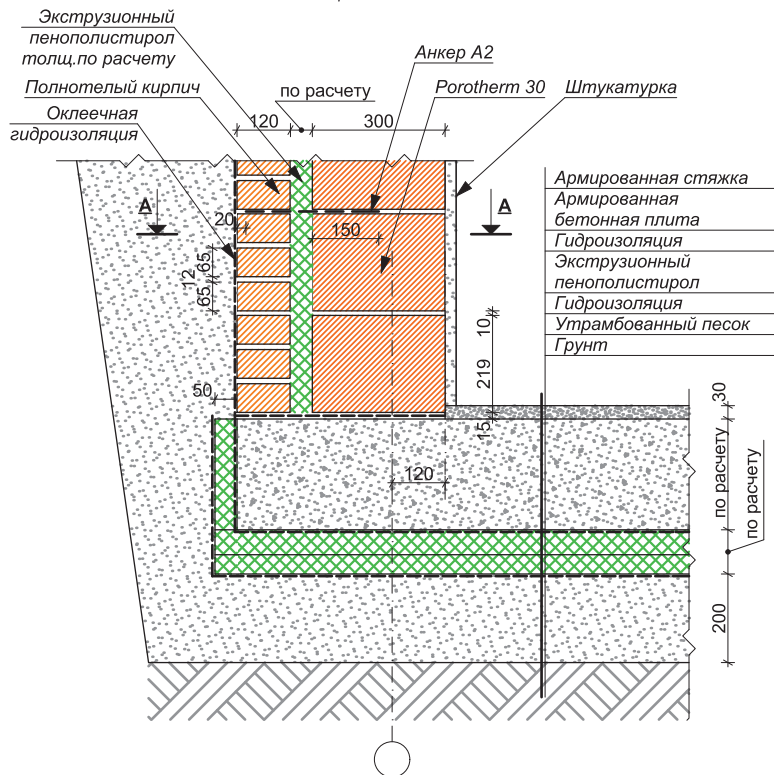 Экструзионный
пенополистирол
толщ.по расчету
Анкер А2
по расчету
Полнотелый кирпич
Porotherm 30
Штукатурка
Оклеечная
гидроизоляция
120
300
Армированная стяжка
Армированная
бетонная плита
Гидроизоляция
Экструзионный
пенополистирол
Гидроизоляция
Утрамбованный песок
Грунт
А
А
20
150
65
12
65
10
219
50
15
30
120
по расчету
по расчету
200